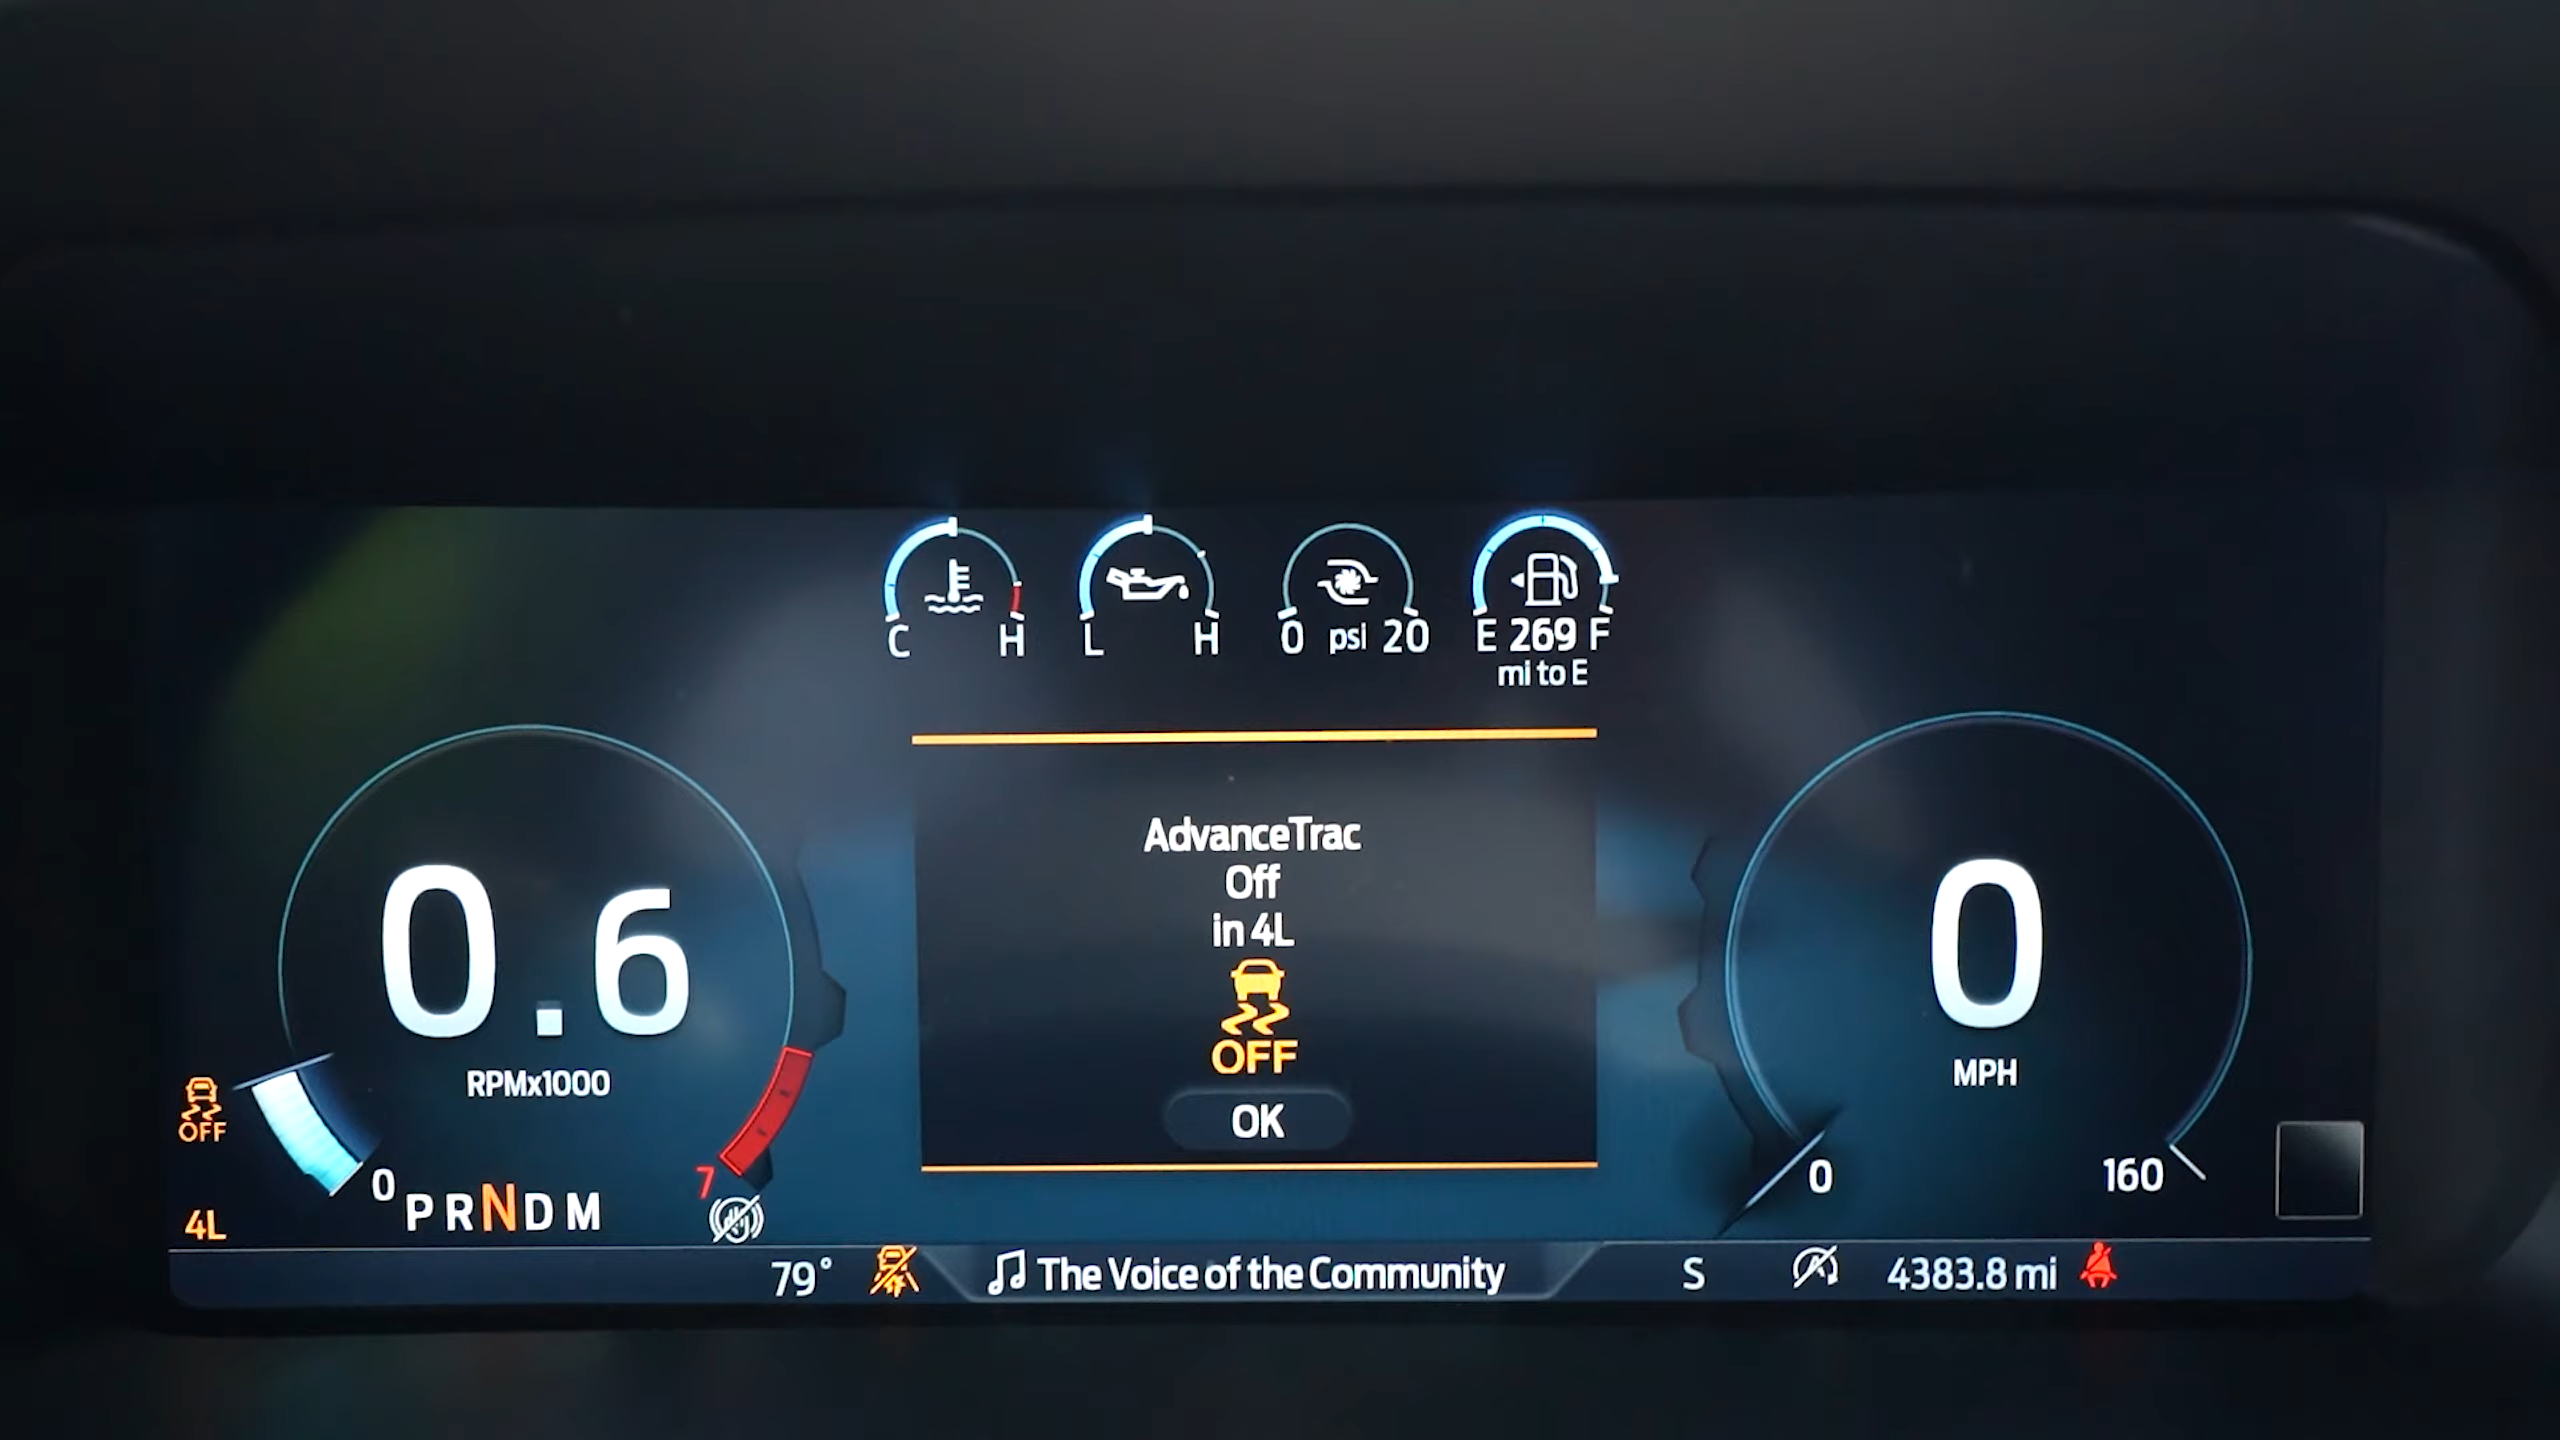 C H
L H
0 psi 20
E 269 F
mi to E
AdvanceTrac
Off
in 4L
OFF
OK
0.6
RPMx1000
0
7
OFF
4L
PRNDM
0
MPH
0
160
79°
The Voice of the Community
S
A
4383.8 mi